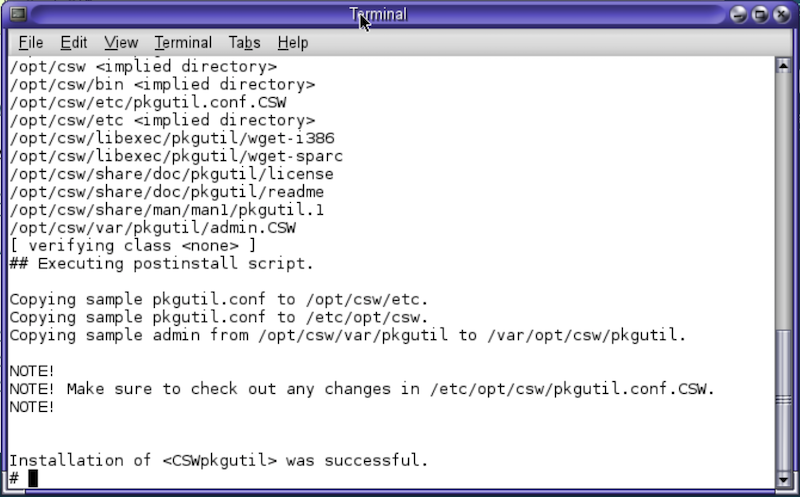 Terminal
File Edit View Terminal Tabs Help
/opt/csw <implied directory>
/opt/csw/bin <implied directory>
/opt/csw/etc/pkgutil.conf.CSW
/opt/csw/etc <implied directory>
/opt/csw/libexec/pkgutil/wget-i386
/opt/csw/libexec/pkgutil/wget-sparc
/opt/csw/share/doc/pkgutil/license
/opt/csw/share/doc/pkgutil/readme
/opt/csw/share/man/man1/pkgutil.1
/opt/csw/var/pkgutil/admin.CSW
[ verifying class <none> ]
## Executing postinstall script.
Copying sample pkgutil.conf to /opt/csw/etc.
Copying sample pkgutil.conf to /etc/opt/csw.
Copying sample admin from /opt/csw/var/pkgutil to /var/opt/csw/pkgutil.
NOTE!
NOTE! Make sure to check out any changes in /etc/opt/csw/pkgutil.conf.CSW.
NOTE!
Installation of <CSWpkgutil> was successful.
#